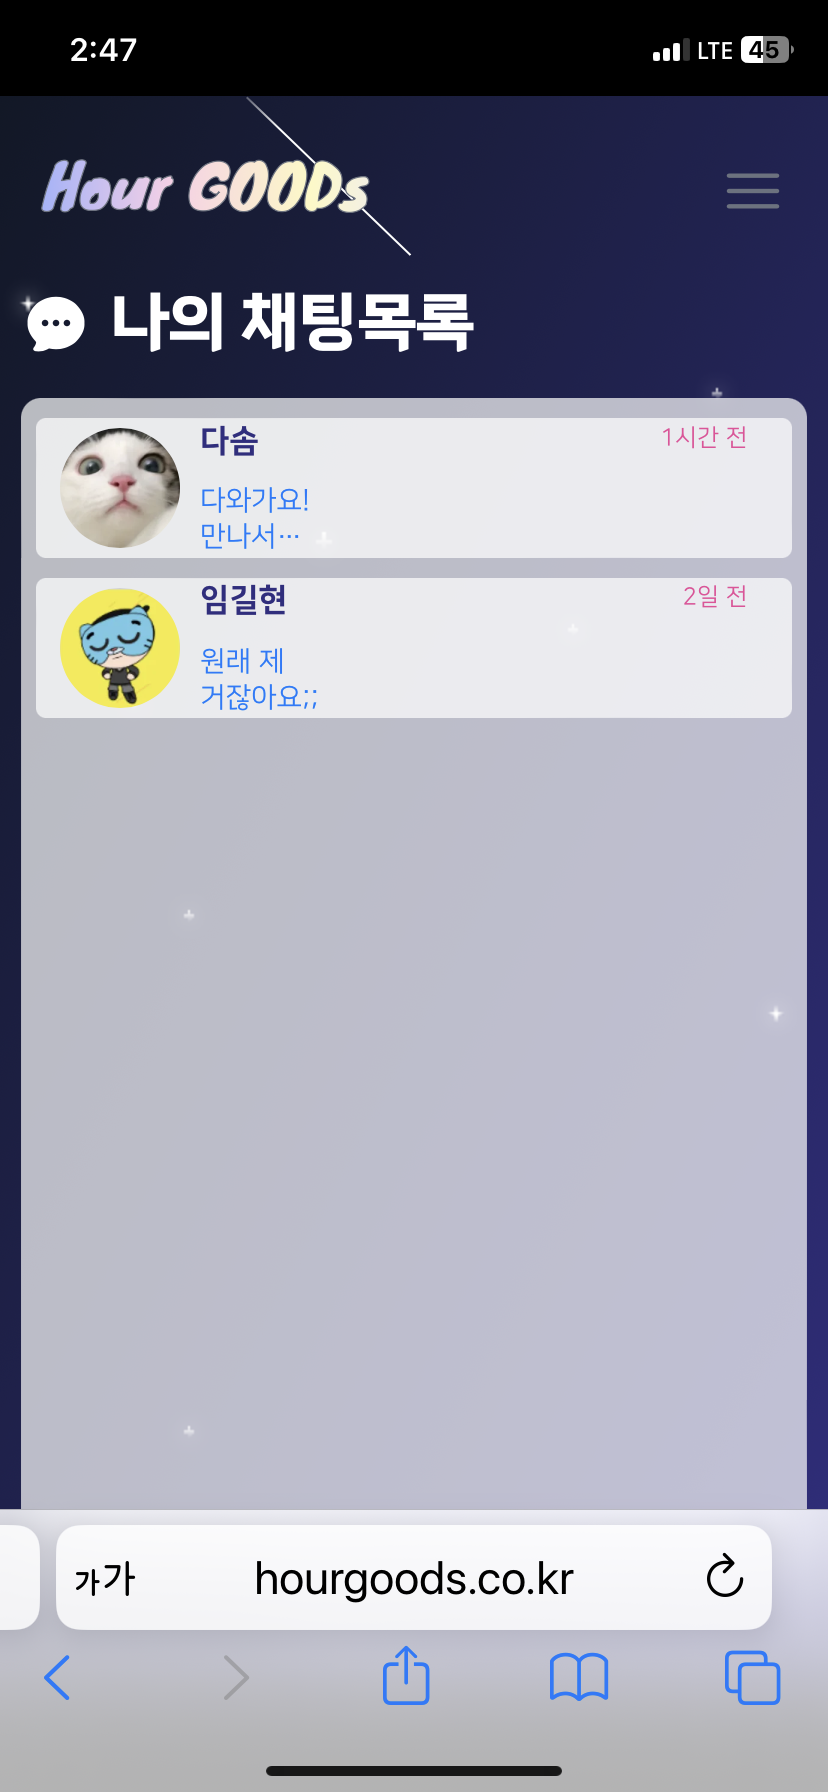 2:47
LTE 45
Hour GOODs
나의 채팅목록
다솜
1시간 전
다와가요!
만나서…
임길현
2일 전
원래 제
거잖아요;;
가가
hourgoods.co.kr